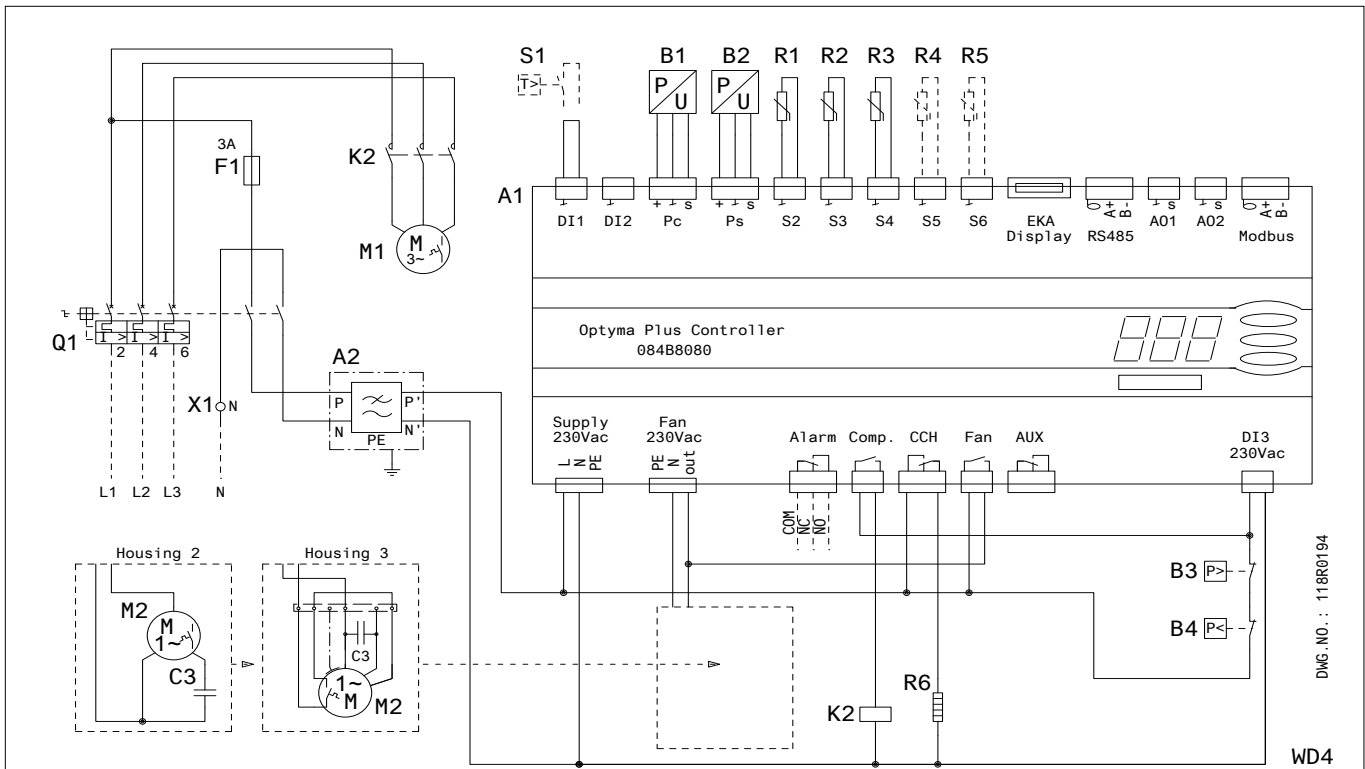 S1 B1 B2 R1 R2 R3 R4 R5
T> P U P U
3A
F1
K2
A1
+ s + s s s
A+ B- A+ B-
DI1 DI2 Pc Ps S2 S3 S4 S5 S6 EKA Display RS485 AO1 AO2 Modbus
M1 M 3~
Optyma Plus Controller
084B8080
Q1 I > I > I >
2 4 6
A2
P P'
N N'
PE
X1 N
L1 L2 L3 N
Supply 230Vac
Fan 230Vac
Alarm Comp. CCH Fan AUX
DI3 230Vac
L N PE
PE N out
COM NC NO
Housing 2
M2 M 1~
C3
Housing 3
C3
1~ M M2
B3 P>
B4 P<
R6
K2
DWG.NO.: 118R0194
WD4